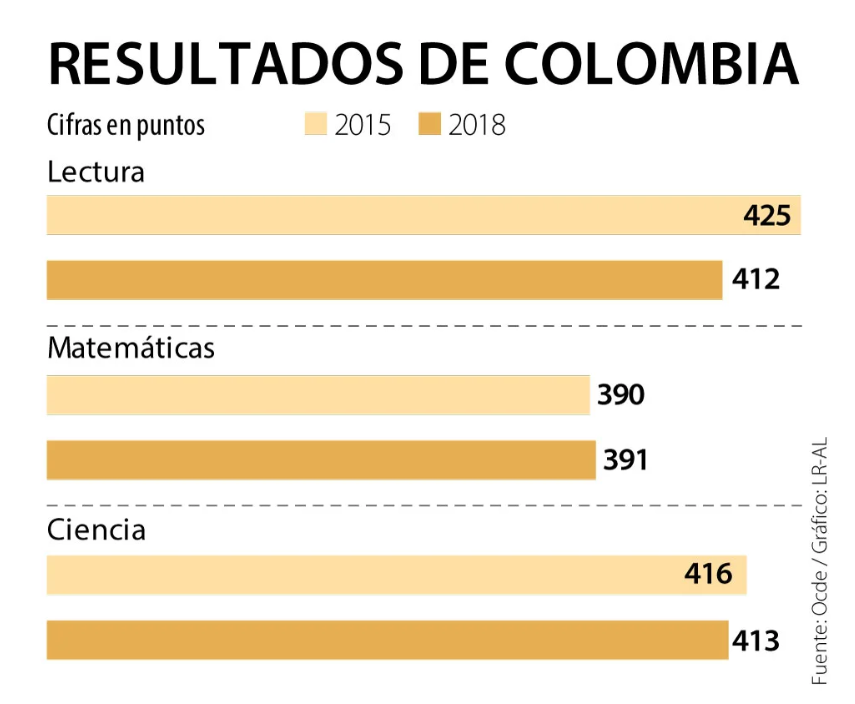 RESULTADOS DE COLOMBIA
Cifras en puntos 2015 2018
Lectura
425
412
Matemáticas
390
391
Ciencia
416
413
Fuente: Ocde / Gráfico: LR-AL